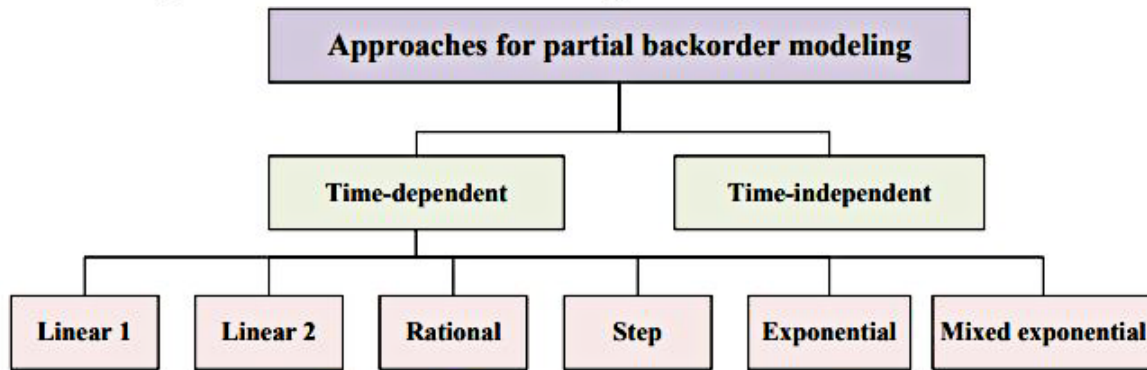 Approaches for partial backorder modeling
Time-dependent
Time-independent
Linear 1
Linear 2
Rational
Step
Exponential
Mixed exponential